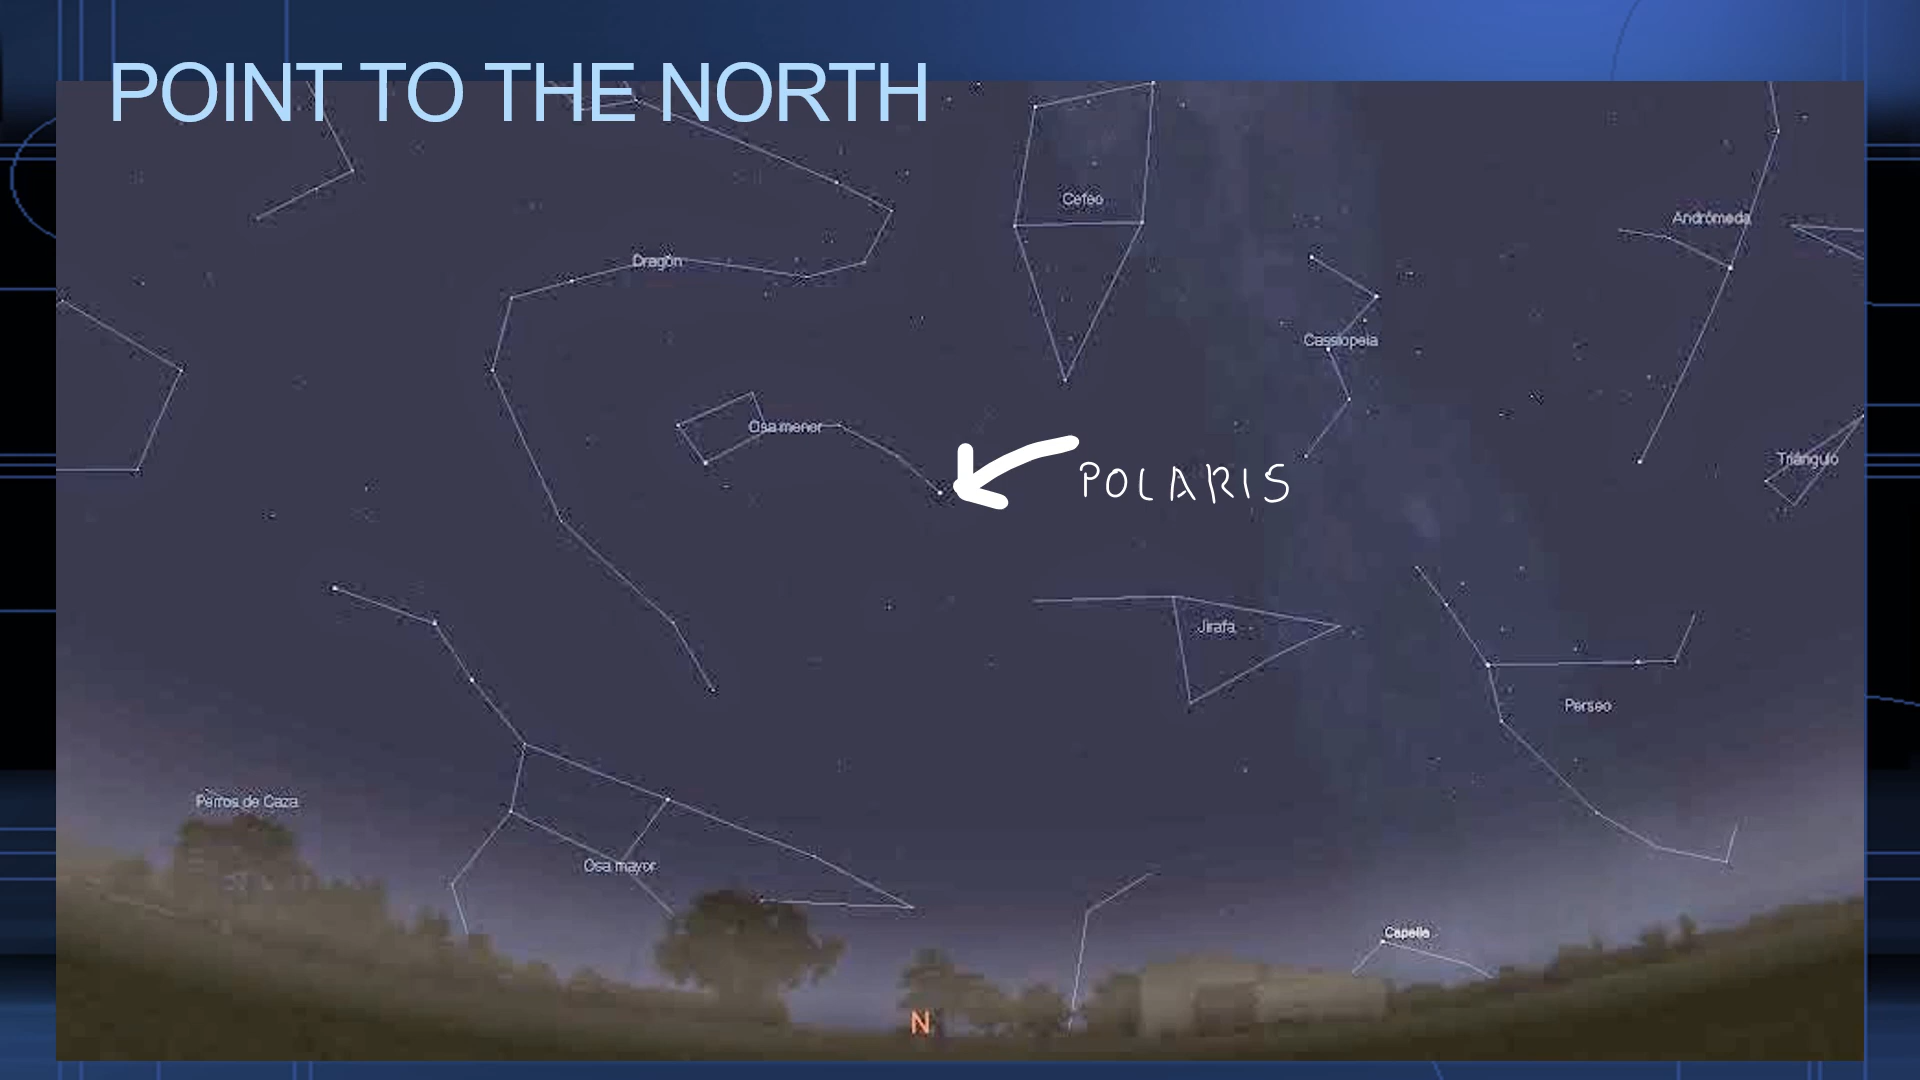 POINT TO THE NORTH
Cefeo
Andrómeda
Dragón
Cassiopeia
Osa menor
Triángulo
POLARIS
Jirafa
Perseo
Perros de Caza
Osa mayor
Capella
N